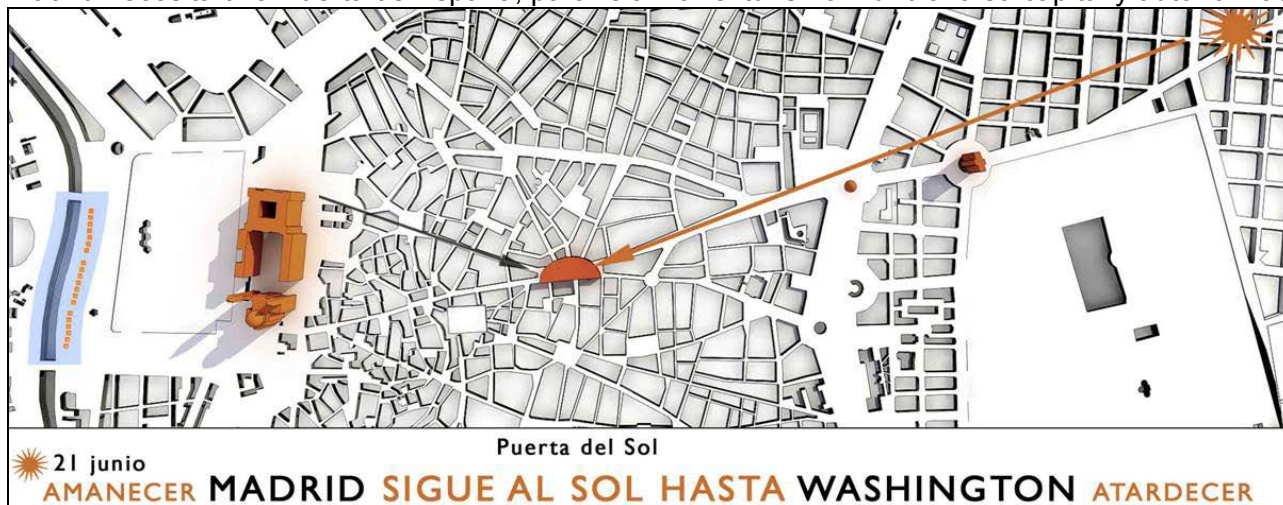 Puerta del Sol
21 junio
AMANECER MADRID SIGUE AL SOL HASTA WASHINGTON ATARDECER